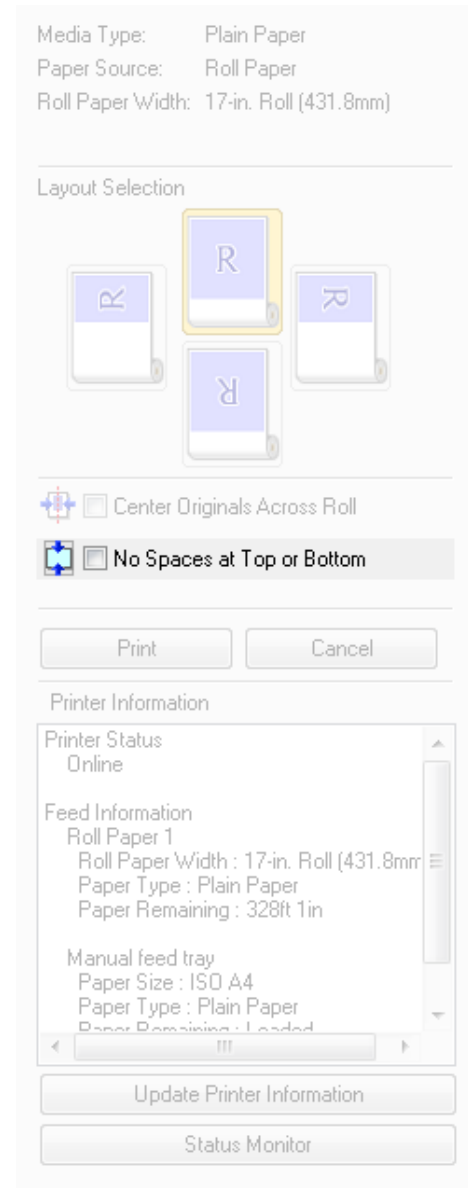 Media Type: Plain Paper
Paper Source: Roll Paper
Roll Paper Width: 17-in. Roll (431.8mm)
Layout Selection
R
R
R
R
Center Originals Across Roll
No Spaces at Top or Bottom
Print Cancel
Printer Information
Printer Status
Online
Feed Information
Roll Paper 1
Roll Paper Width : 17-in. Roll (431.8mm
Paper Type : Plain Paper
Paper Remaining : 328ft 1in
Manual feed tray
Paper Size : ISO A4
Paper Type : Plain Paper
Paper Remaining : Loaded
Update Printer Information
Status Monitor